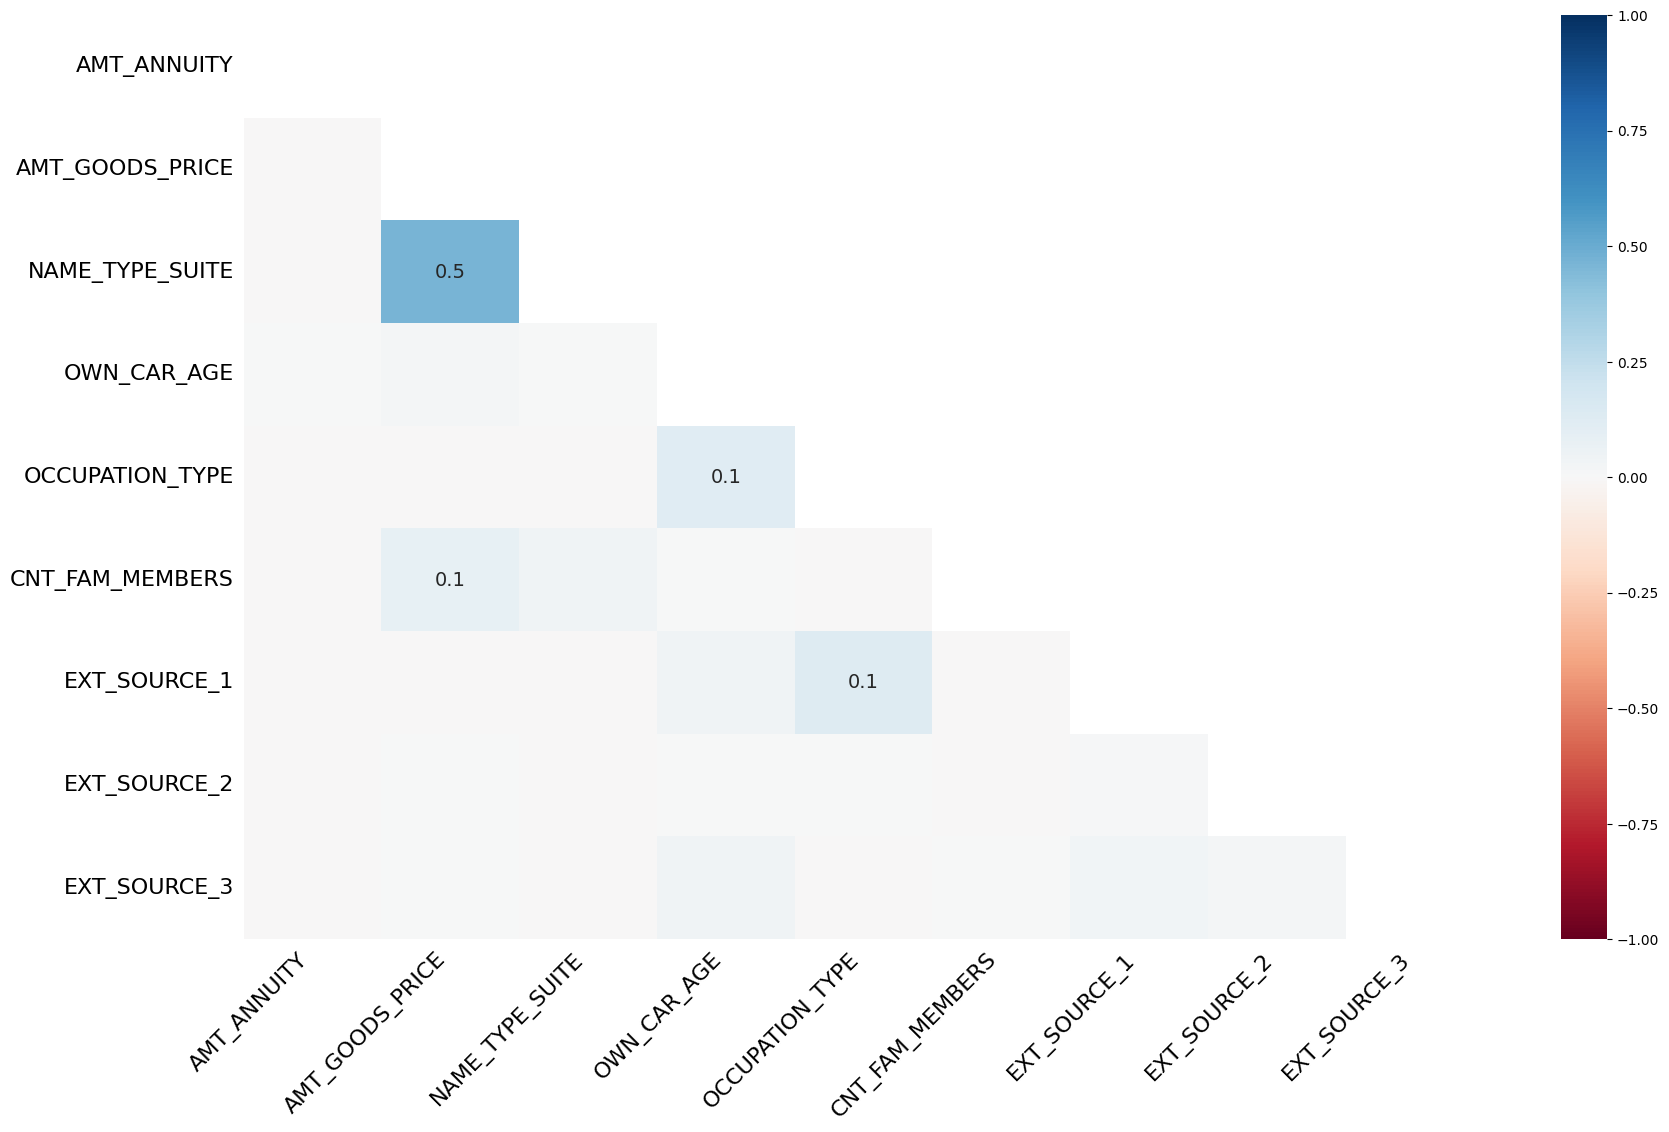 AMT_ANNUITY
AMT_GOODS_PRICE
NAME_TYPE_SUITE
0.5
OWN_CAR_AGE
OCCUPATION_TYPE
0.1
CNT_FAM_MEMBERS
0.1
EXT_SOURCE_1
0.1
EXT_SOURCE_2
EXT_SOURCE_3
AMT_ANNUITY
AMT_GOODS_PRICE
NAME_TYPE_SUITE
OWN_CAR_AGE
OCCUPATION_TYPE
CNT_FAM_MEMBERS
EXT_SOURCE_1
EXT_SOURCE_2
EXT_SOURCE_3
1.00
0.75
0.50
0.25
0.00
−0.25
−0.50
−0.75
−1.00